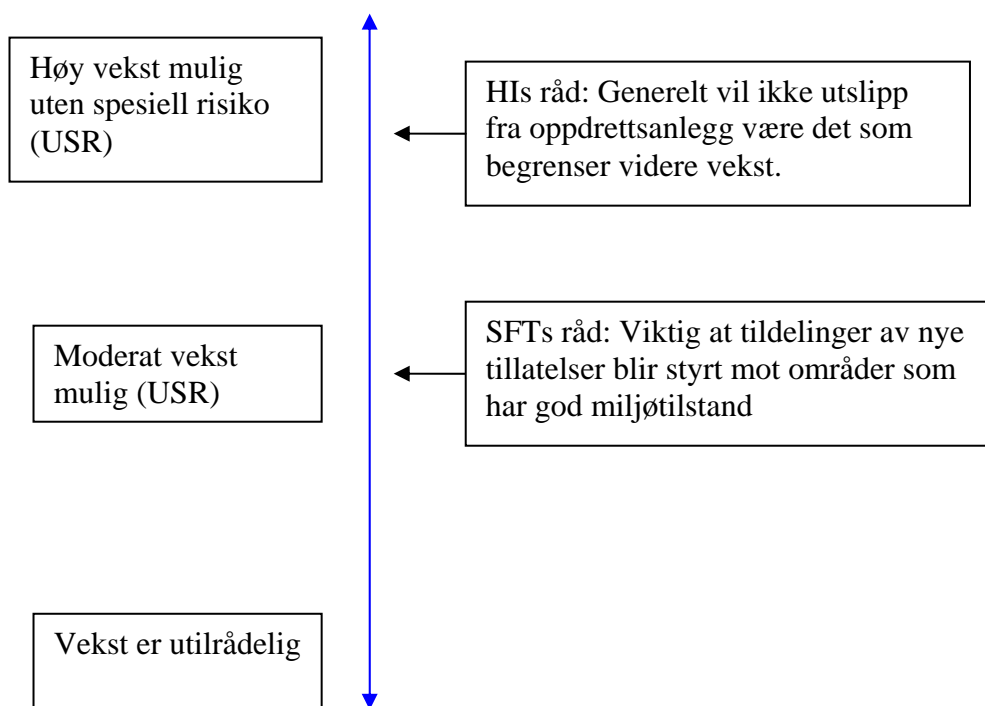 Høy vekst mulig
uten spesiell risiko
(USR)
HIs råd: Generelt vil ikke utslipp
fra oppdrettsanlegg være det som
begrenser videre vekst.
Moderat vekst
mulig (USR)
SFTs råd: Viktig at tildelinger av nye
tillatelser blir styrt mot områder som
har god miljøtilstand
Vekst er utilrådelig